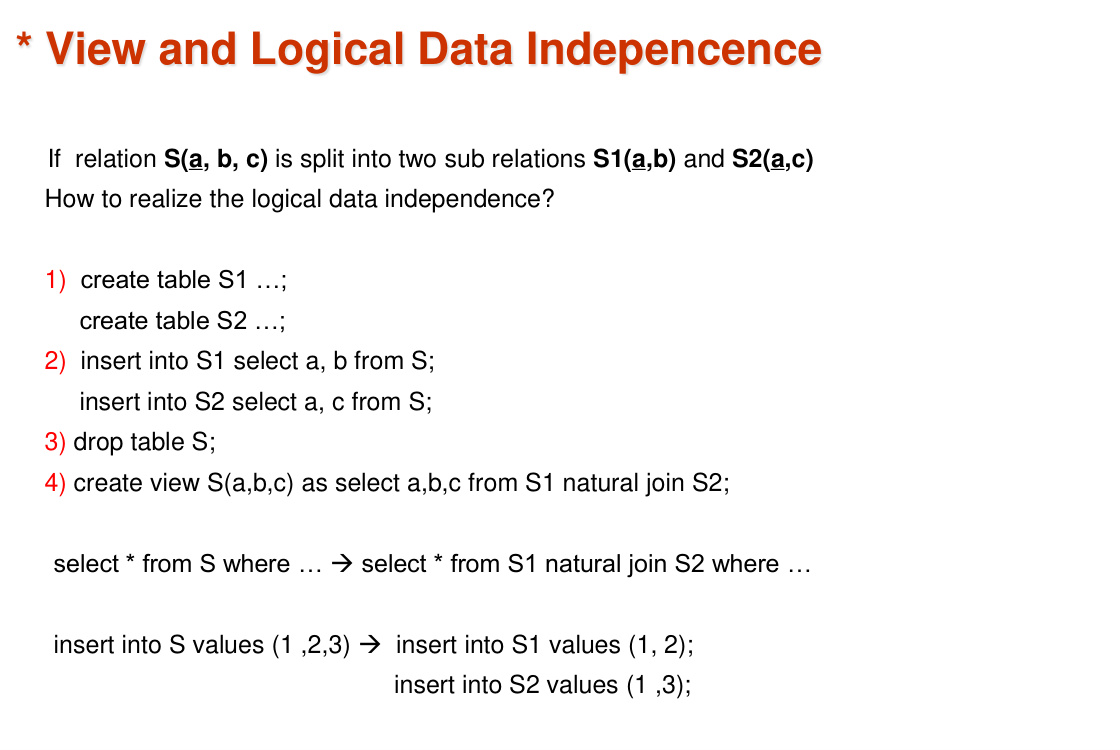 * View and Logical Data Indepencence
If relation S(a, b, c) is split into two sub relations S1(a,b) and S2(a,c)
How to realize the logical data independence?
1) create table S1 …;
create table S2 …;
2) insert into S1 select a, b from S;
insert into S2 select a, c from S;
3) drop table S;
4) create view S(a,b,c) as select a,b,c from S1 natural join S2;
select * from S where … → select * from S1 natural join S2 where …
insert into S values (1 ,2,3) → insert into S1 values (1, 2);
insert into S2 values (1 ,3);